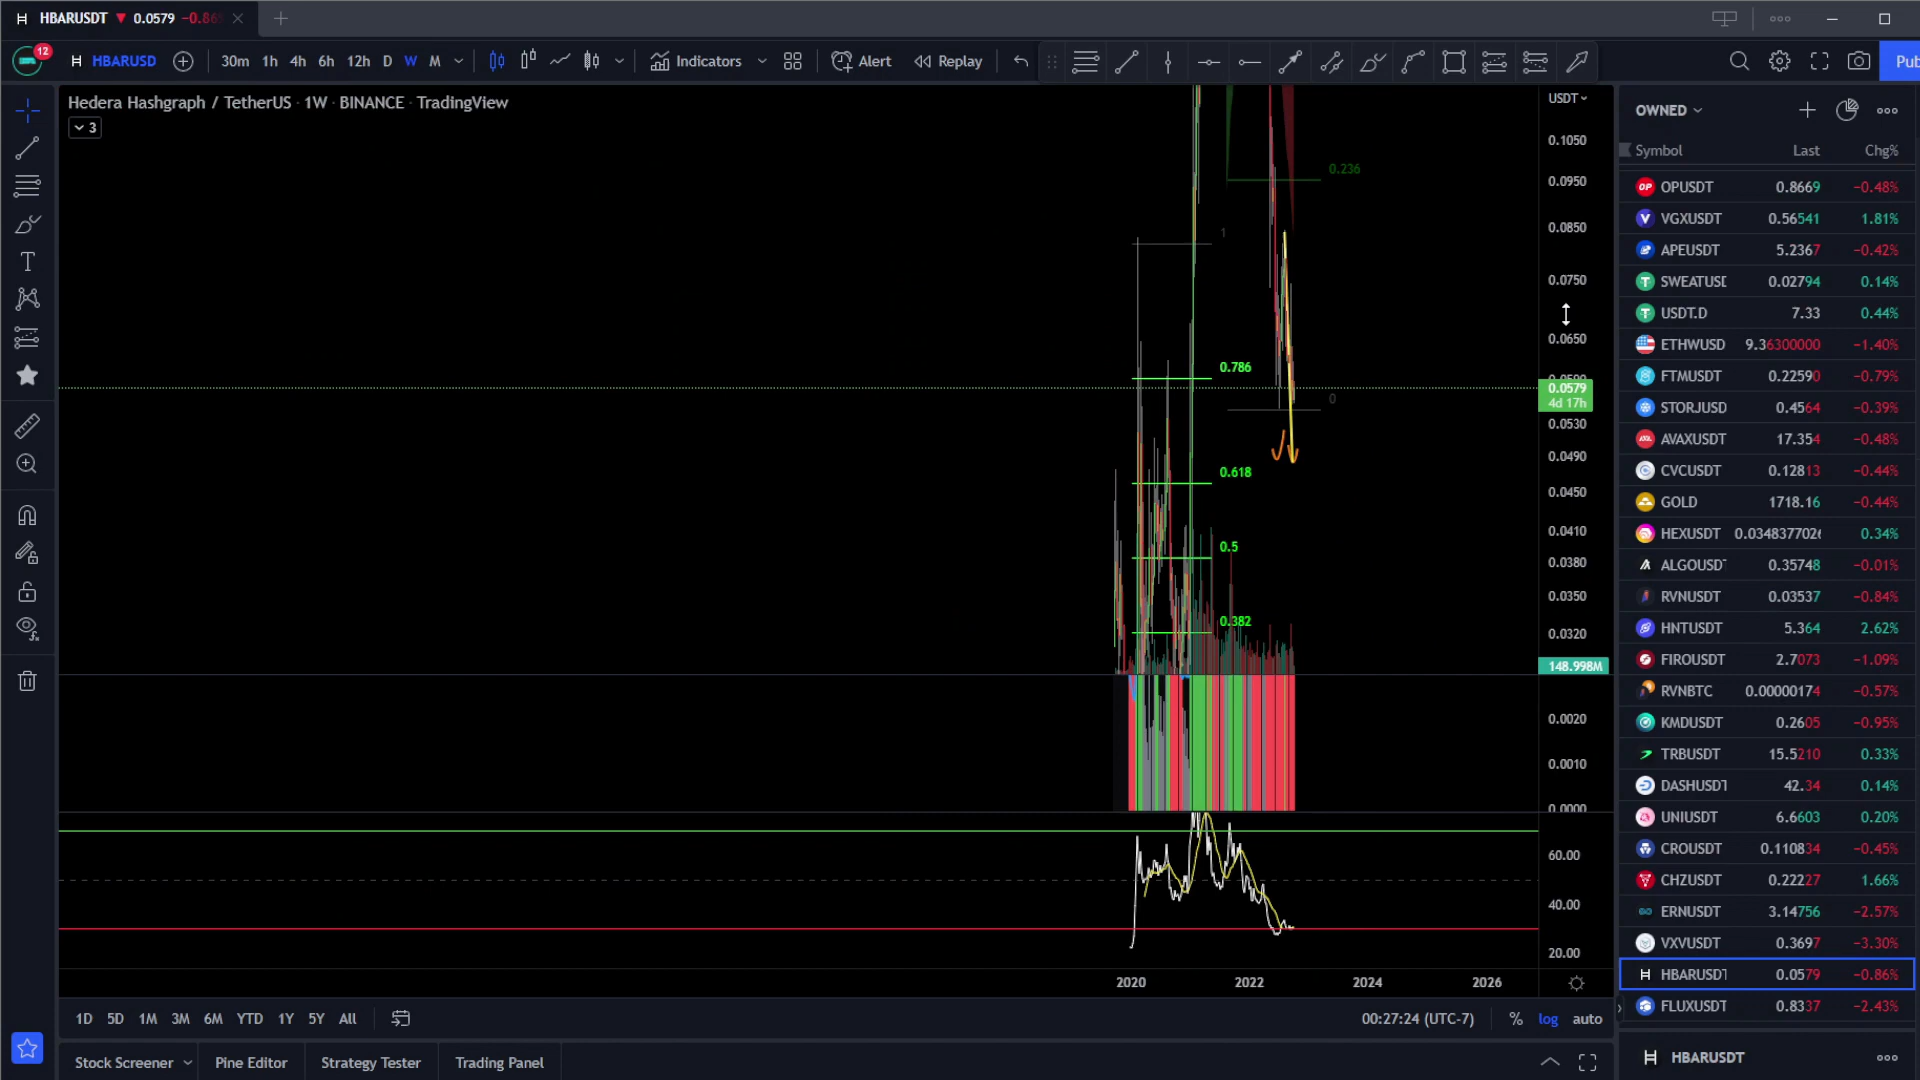 HBARUSDT 0.0579 −0.86
12
HBARUSD 30m 1h 4h 6h 12h D W M Indicators Alert Replay
Hedera Hashgraph / TetherUS · 1W · BINANCE · TradingView
3
USDT
0.1050
0.0950
0.0850
0.0750
0.0650
0.0579
4d 17h
0.0530
0.0490
0.0450
0.0410
0.0380
0.0350
0.0320
148.998M
0.0020
0.0010
0.0000
60.00
40.00
20.00
0.236
1
0.786
0
0.618
0.5
0.382
2020 2022 2024 2026
1D 5D 1M 3M 6M YTD 1Y 5Y All
00:27:24 (UTC-7) % log auto
Stock Screener Pine Editor Strategy Tester Trading Panel
Pub
OWNED
Symbol Last Chg%
OPUSDT 0.8669 −0.48%
VGXUSDT 0.56541 1.81%
APEUSDT 5.2367 −0.42%
SWEATUSD 0.02794 0.14%
USDT.D 7.33 0.44%
ETHWUSD 9.36300000 −1.40%
FTMUSDT 0.22590 −0.79%
STORJUSD 0.4564 −0.39%
AVAXUSDT 17.354 −0.48%
CVCUSDT 0.12813 −0.44%
GOLD 1718.16 −0.44%
HEXUSDT 0.034837702 0.34%
ALGOUSDT 0.35748 −0.01%
RVNUSDT 0.03537 −0.84%
HNTUSDT 5.364 2.62%
FIROUSDT 2.7073 −1.09%
RVNBTC 0.00000174 −0.57%
KMDUSDT 0.2605 −0.95%
TRBUSDT 15.5210 0.33%
DASHUSDT 42.34 0.14%
UNIUSDT 6.6603 0.20%
CROUSDT 0.110834 −0.45%
CHZUSDT 0.22227 1.66%
ERNUSDT 3.14756 −2.57%
VXVUSDT 0.3697 −3.30%
HBARUSDT 0.0579 −0.86%
FLUXUSDT 0.8337 −2.43%
HBARUSDT